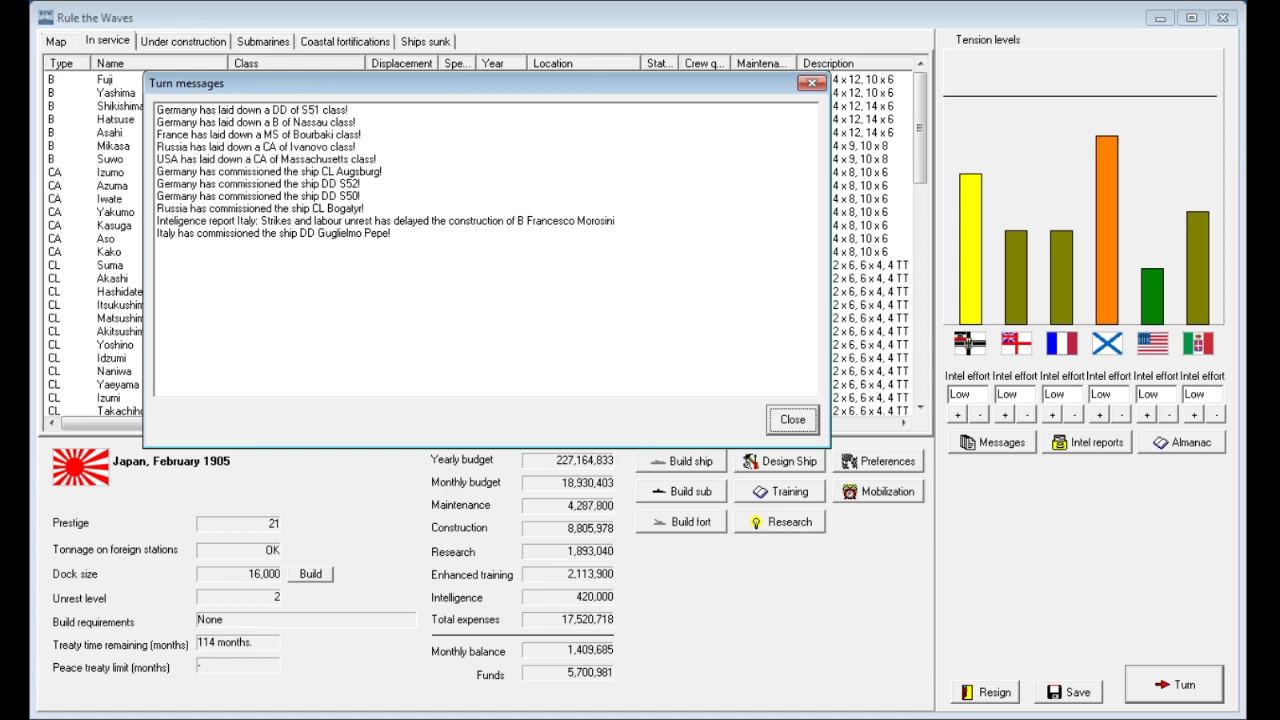 Rule the Waves
Map In service Under construction Submarines Coastal fortifications Ships sunk
Tension levels
Type Name Class Displacement Spe... Year Location Stat... Crew q... Maintena... Description
B Fuji 4 x 12, 10 x 6
B Yashima 4 x 12, 10 x 6
B Shikishima 4 x 12, 14 x 6
B Hatsuse 4 x 12, 14 x 6
B Asahi 4 x 12, 14 x 6
B Mikasa 4 x 9, 10 x 8
B Suwo 4 x 9, 10 x 8
CA Izumo 4 x 8, 10 x 6
CA Azuma 4 x 8, 10 x 6
CA Iwate 4 x 8, 10 x 6
CA Yakumo 4 x 8, 10 x 6
CA Kasuga 4 x 8, 10 x 6
CA Aso 4 x 8, 10 x 6
CA Kako 4 x 8, 10 x 6
CL Suma 2 x 6, 6 x 4, 4 TT
CL Akashi 2 x 6, 6 x 4, 4 TT
CL Hashidate 2 x 6, 6 x 4, 4 TT
CL Itsukushim 2 x 6, 6 x 4, 4 TT
CL Matsushim 2 x 6, 6 x 4, 4 TT
CL Akitsushim 2 x 6, 6 x 4, 4 TT
CL Yoshino 2 x 6, 6 x 4, 4 TT
CL Idzumi 2 x 6, 6 x 4, 4 TT
CL Naniwa 2 x 6, 6 x 4, 4 TT
CL Yaeyama 2 x 6, 6 x 4, 4 TT
CL Izumi 2 x 6, 6 x 4, 4 TT
CL Takachiho 2 x 6, 6 x 4, 4 TT
Turn messages
Germany has laid down a DD of S51 class!
Germany has laid down a B of Nassau class!
France has laid down a MS of Bourbaki class!
Russia has laid down a CA of Ivanovo class!
USA has laid down a CA of Massachusetts class!
Germany has commissioned the ship CL Augsburg!
Germany has commissioned the ship DD S52!
Germany has commissioned the ship DD S50!
Russia has commissioned the ship CL Bogatyr!
Inteligence report Italy: Strikes and labour unrest has delayed the construction of B Francesco Morosini
Italy has commissioned the ship DD Guglielmo Pepe!
Close
Intel effort Intel effort Intel effort Intel effort Intel effort Intel effort
Low Low Low Low Low Low
+ - + - + - + - + - + -
Messages Intel reports Almanac
Japan, February 1905
Prestige 21
Tonnage on foreign stations OK
Dock size 16,000 Build
Unrest level 2
Build requirements None
Treaty time remaining (months) 114 months.
Peace treaty limit (months) -
Yearly budget 227,164,833
Monthly budget 18,930,403
Maintenance 4,287,800
Construction 8,805,978
Research 1,893,040
Enhanced training 2,113,900
Intelligence 420,000
Total expenses 17,520,718
Monthly balance 1,409,685
Funds 5,700,981
Build ship Design Ship Preferences
Build sub Training Mobilization
Build fort Research
Resign Save Turn